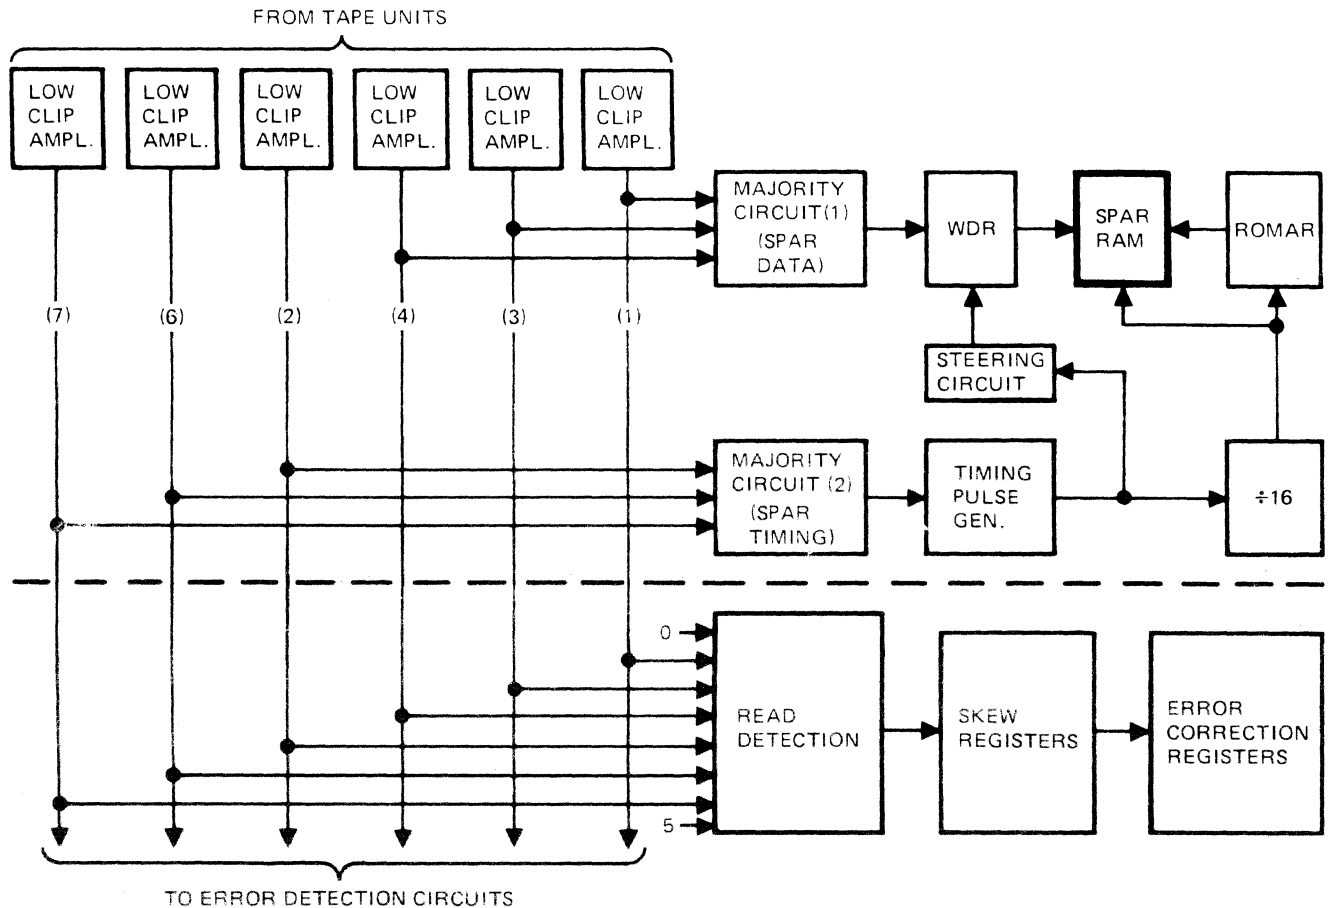 FROM TAPE UNITS
LOW
CLIP
AMPL.
LOW
CLIP
AMPL.
LOW
CLIP
AMPL.
LOW
CLIP
AMPL.
LOW
CLIP
AMPL.
LOW
CLIP
AMPL.
MAJORITY
CIRCUIT(1)
(SPAR
DATA)
WDR
SPAR
RAM
ROMAR
(7)
(6)
(2)
(4)
(3)
(1)
STEERING
CIRCUIT
MAJORITY
CIRCUIT (2)
(SPAR
TIMING)
TIMING
PULSE
GEN.
÷16
0
5
READ
DETECTION
SKEW
REGISTERS
ERROR
CORRECTION
REGISTERS
TO ERROR DETECTION CIRCUITS